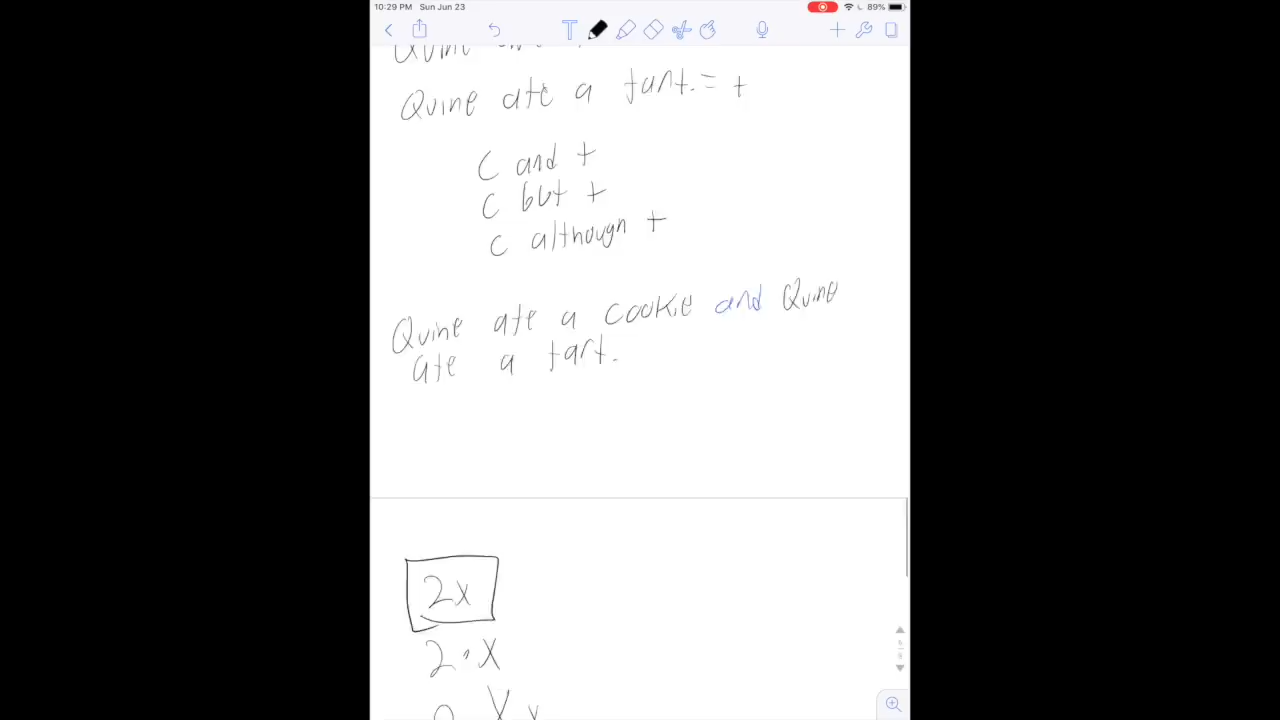 10:29 PM Sun Jun 23
89%
T
Quine
Quine ate a tart. = t
C and t
C but t
C although t
Quine ate a cookie and Quine
ate a tart.
2x
2·x